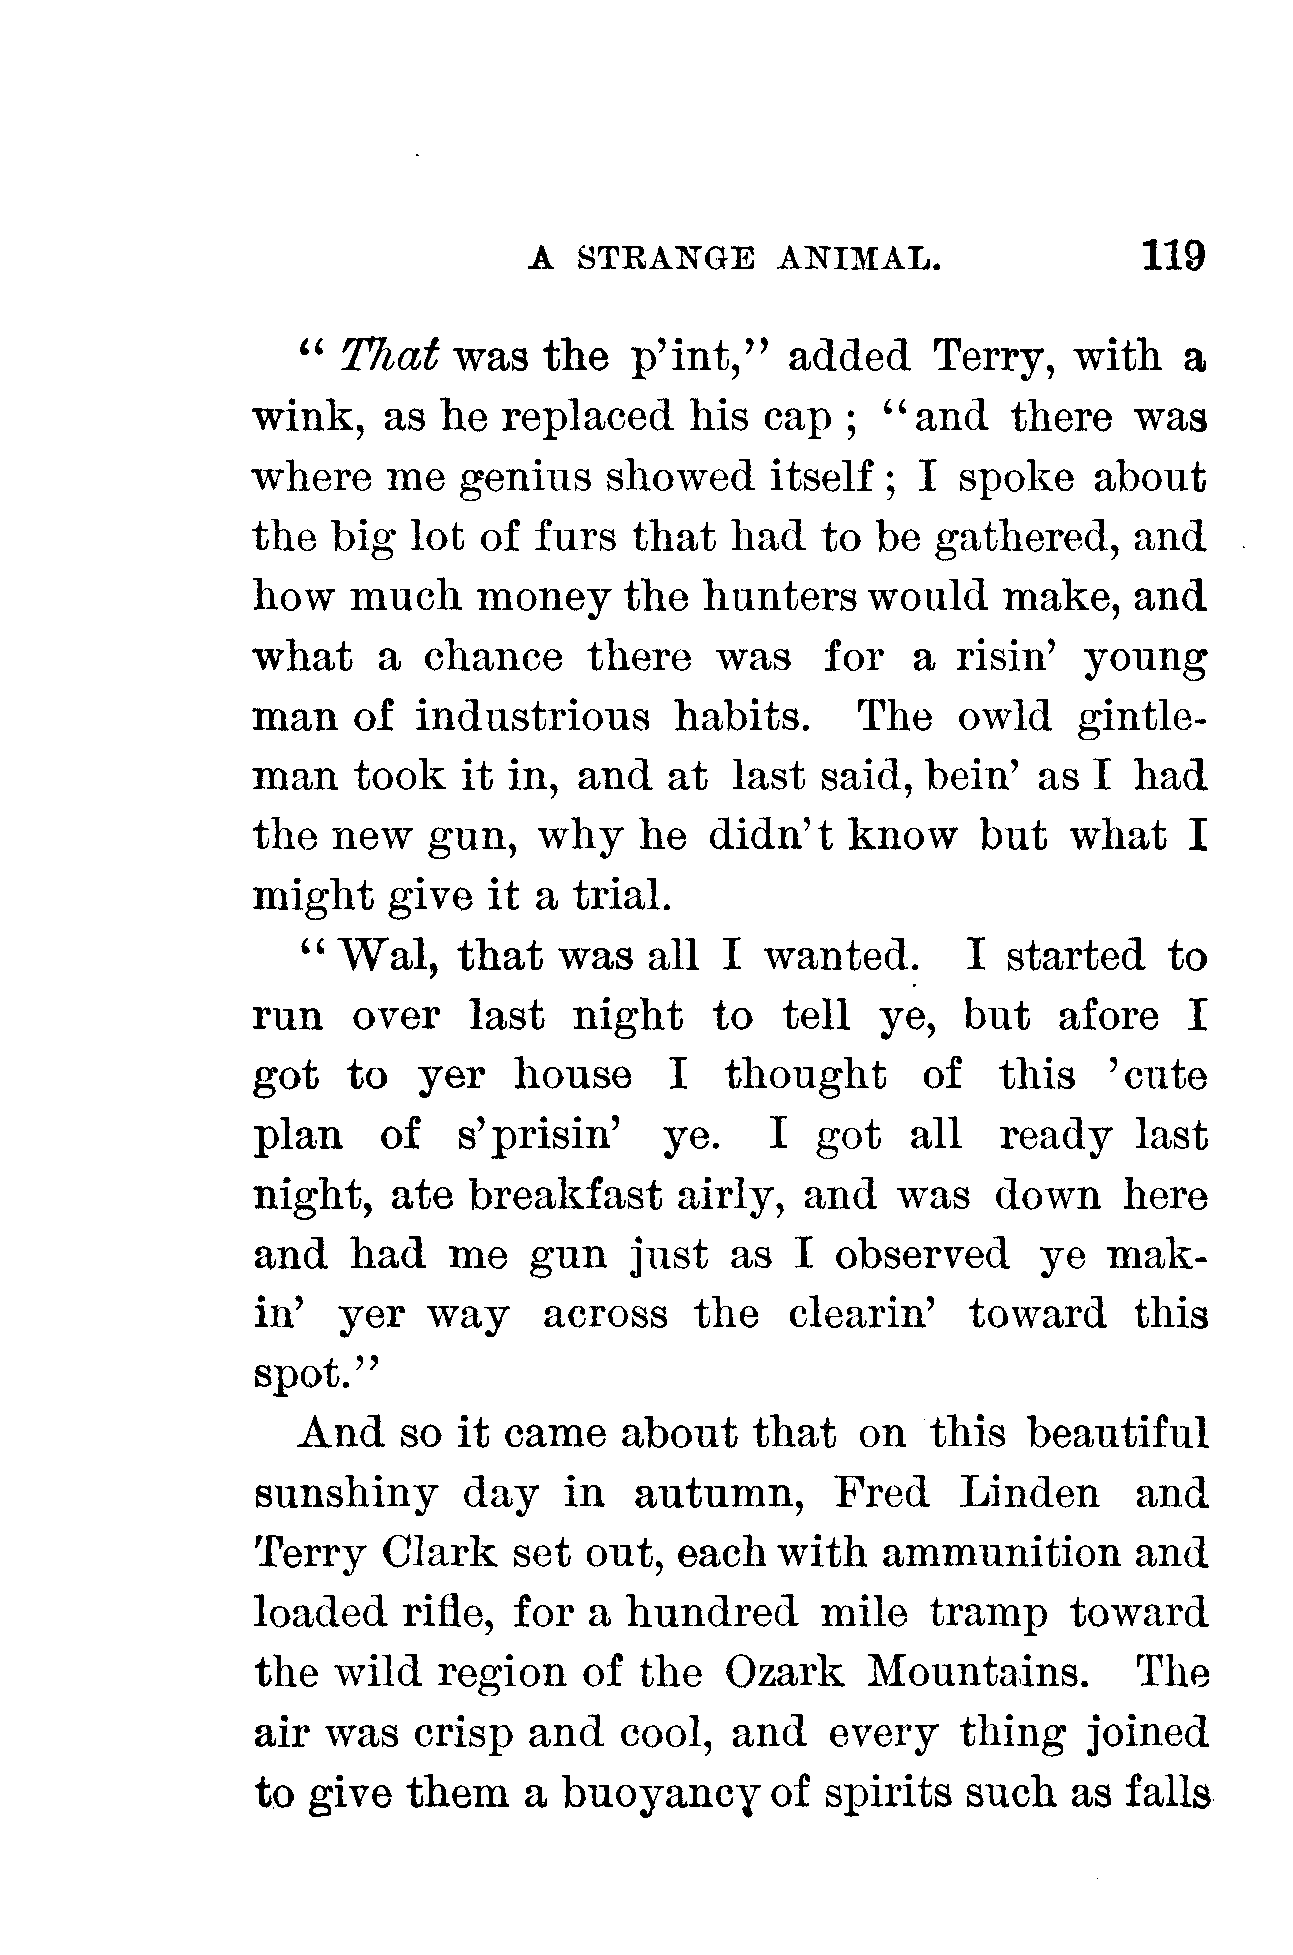 A STRANGE ANIMAL. 119
“ That was the p’int,” added Terry, with a
wink, as he replaced his cap ; “and there was
where me genius showed itself ; I spoke about
the big lot of furs that had to be gathered, and
how much money the hunters would make, and
what a chance there was for a risin’ young
man of industrious habits. The owld gintle-
man took it in, and at last said, bein’ as I had
the new gun, why he didn’t know but what I
might give it a trial.
“ Wal, that was all I wanted. I started to
run over last night to tell ye, but afore I
got to yer house I thought of this ’cute
plan of s’prisin’ ye. I got all ready last
night, ate breakfast airly, and was down here
and had me gun just as I observed ye mak-
in’ yer way across the clearin’ toward this
spot.”
And so it came about that on this beautiful
sunshiny day in autumn, Fred Linden and
Terry Clark set out, each with ammunition and
loaded rifle, for a hundred mile tramp toward
the wild region of the Ozark Mountains. The
air was crisp and cool, and every thing joined
to give them a buoyancy of spirits such as falls